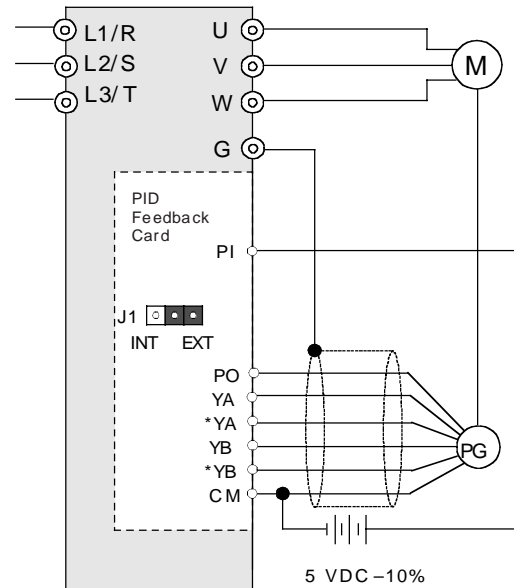 L1/R
U
L2/S
V
M
L3/T
W
G
PID
Feedback
Card
PI
J1
INT EXT
PO
YA
*YA
YB
PG
*YB
CM
5 VDC –10%